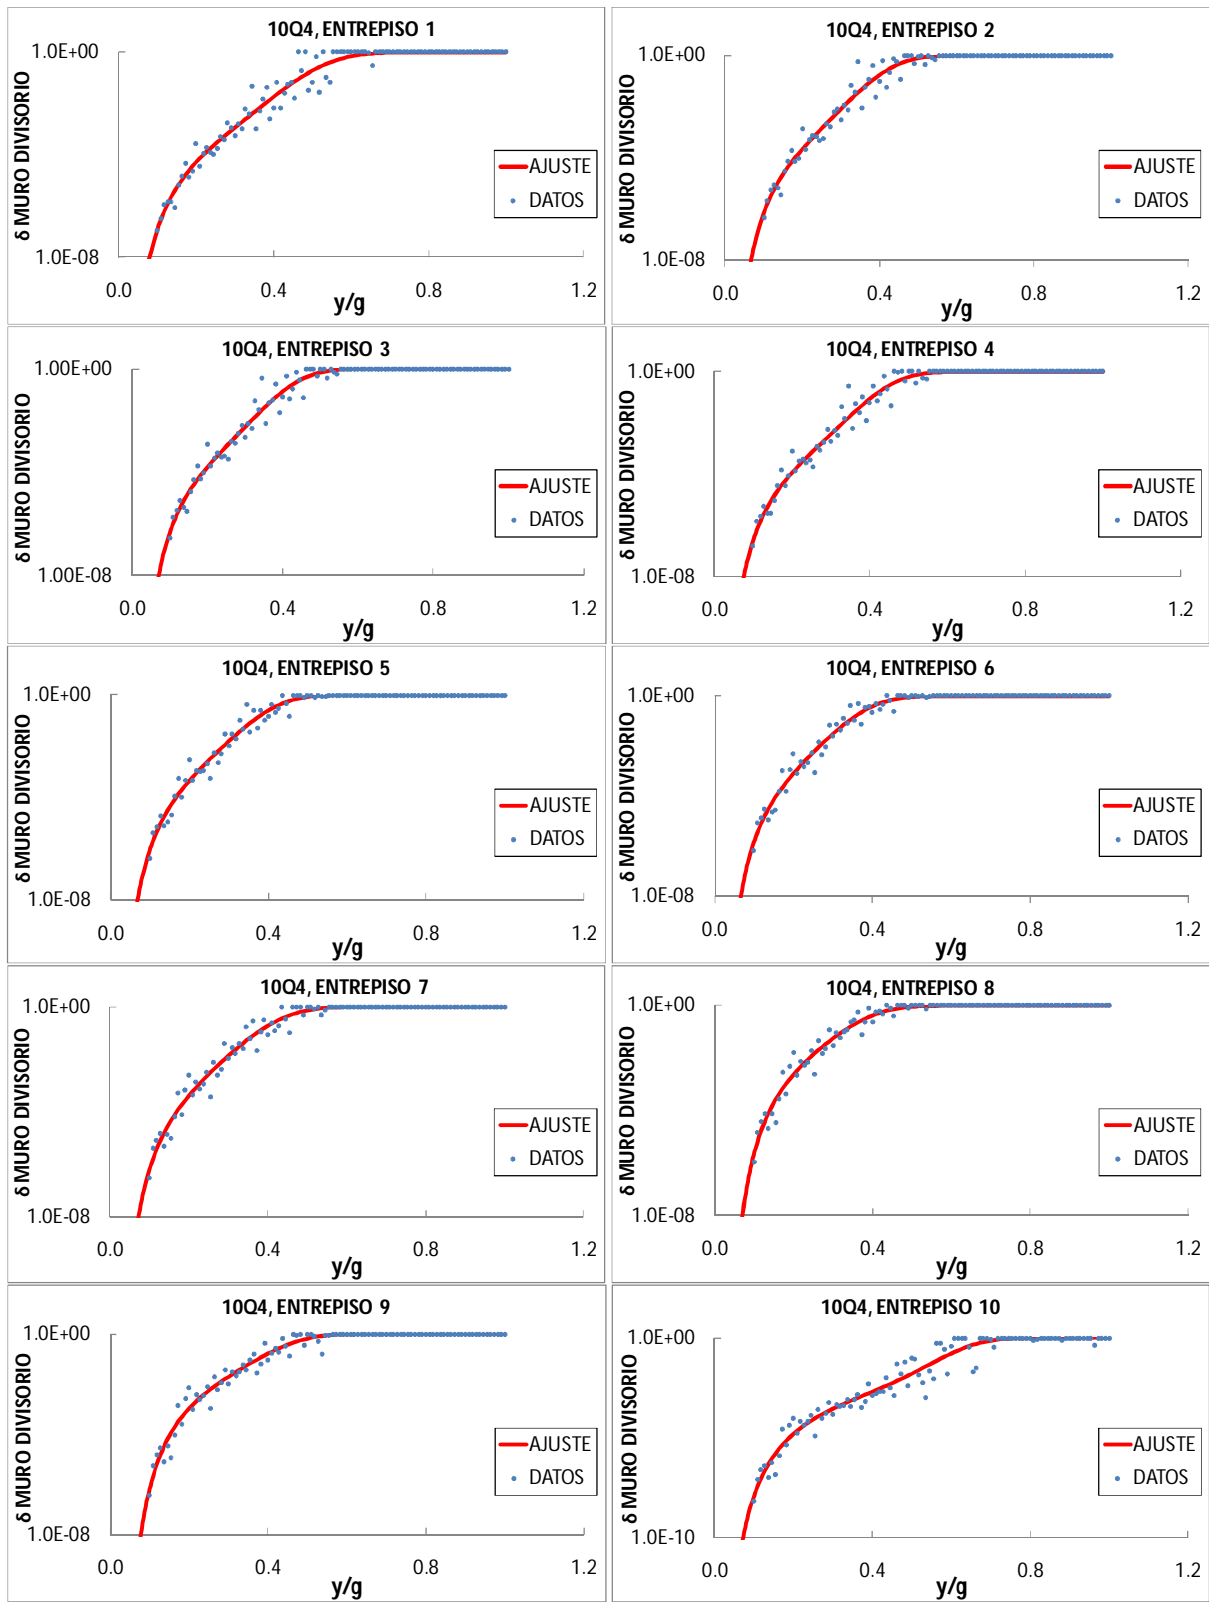 10Q4, ENTREPISO 1
δ MURO DIVISORIO
1.0E+00
1.0E-08
AJUSTE
DATOS
0.0 0.4 0.8 1.2
y/g
10Q4, ENTREPISO 2
δ MURO DIVISORIO
1.0E+00
1.0E-08
AJUSTE
DATOS
0.0 0.4 0.8 1.2
y/g
10Q4, ENTREPISO 3
δ MURO DIVISORIO
1.00E+00
1.00E-08
AJUSTE
DATOS
0.0 0.4 0.8 1.2
y/g
10Q4, ENTREPISO 4
δ MURO DIVISORIO
1.0E+00
1.0E-08
AJUSTE
DATOS
0.0 0.4 0.8 1.2
y/g
10Q4, ENTREPISO 5
δ MURO DIVISORIO
1.0E+00
1.0E-08
AJUSTE
DATOS
0.0 0.4 0.8 1.2
y/g
10Q4, ENTREPISO 6
δ MURO DIVISORIO
1.0E+00
1.0E-08
AJUSTE
DATOS
0.0 0.4 0.8 1.2
y/g
10Q4, ENTREPISO 7
δ MURO DIVISORIO
1.0E+00
1.0E-08
AJUSTE
DATOS
0.0 0.4 0.8 1.2
y/g
10Q4, ENTREPISO 8
δ MURO DIVISORIO
1.0E+00
1.0E-08
AJUSTE
DATOS
0.0 0.4 0.8 1.2
y/g
10Q4, ENTREPISO 9
δ MURO DIVISORIO
1.0E+00
1.0E-08
AJUSTE
DATOS
0.0 0.4 0.8 1.2
y/g
10Q4, ENTREPISO 10
δ MURO DIVISORIO
1.0E+00
1.0E-10
AJUSTE
DATOS
0.0 0.4 0.8 1.2
y/g